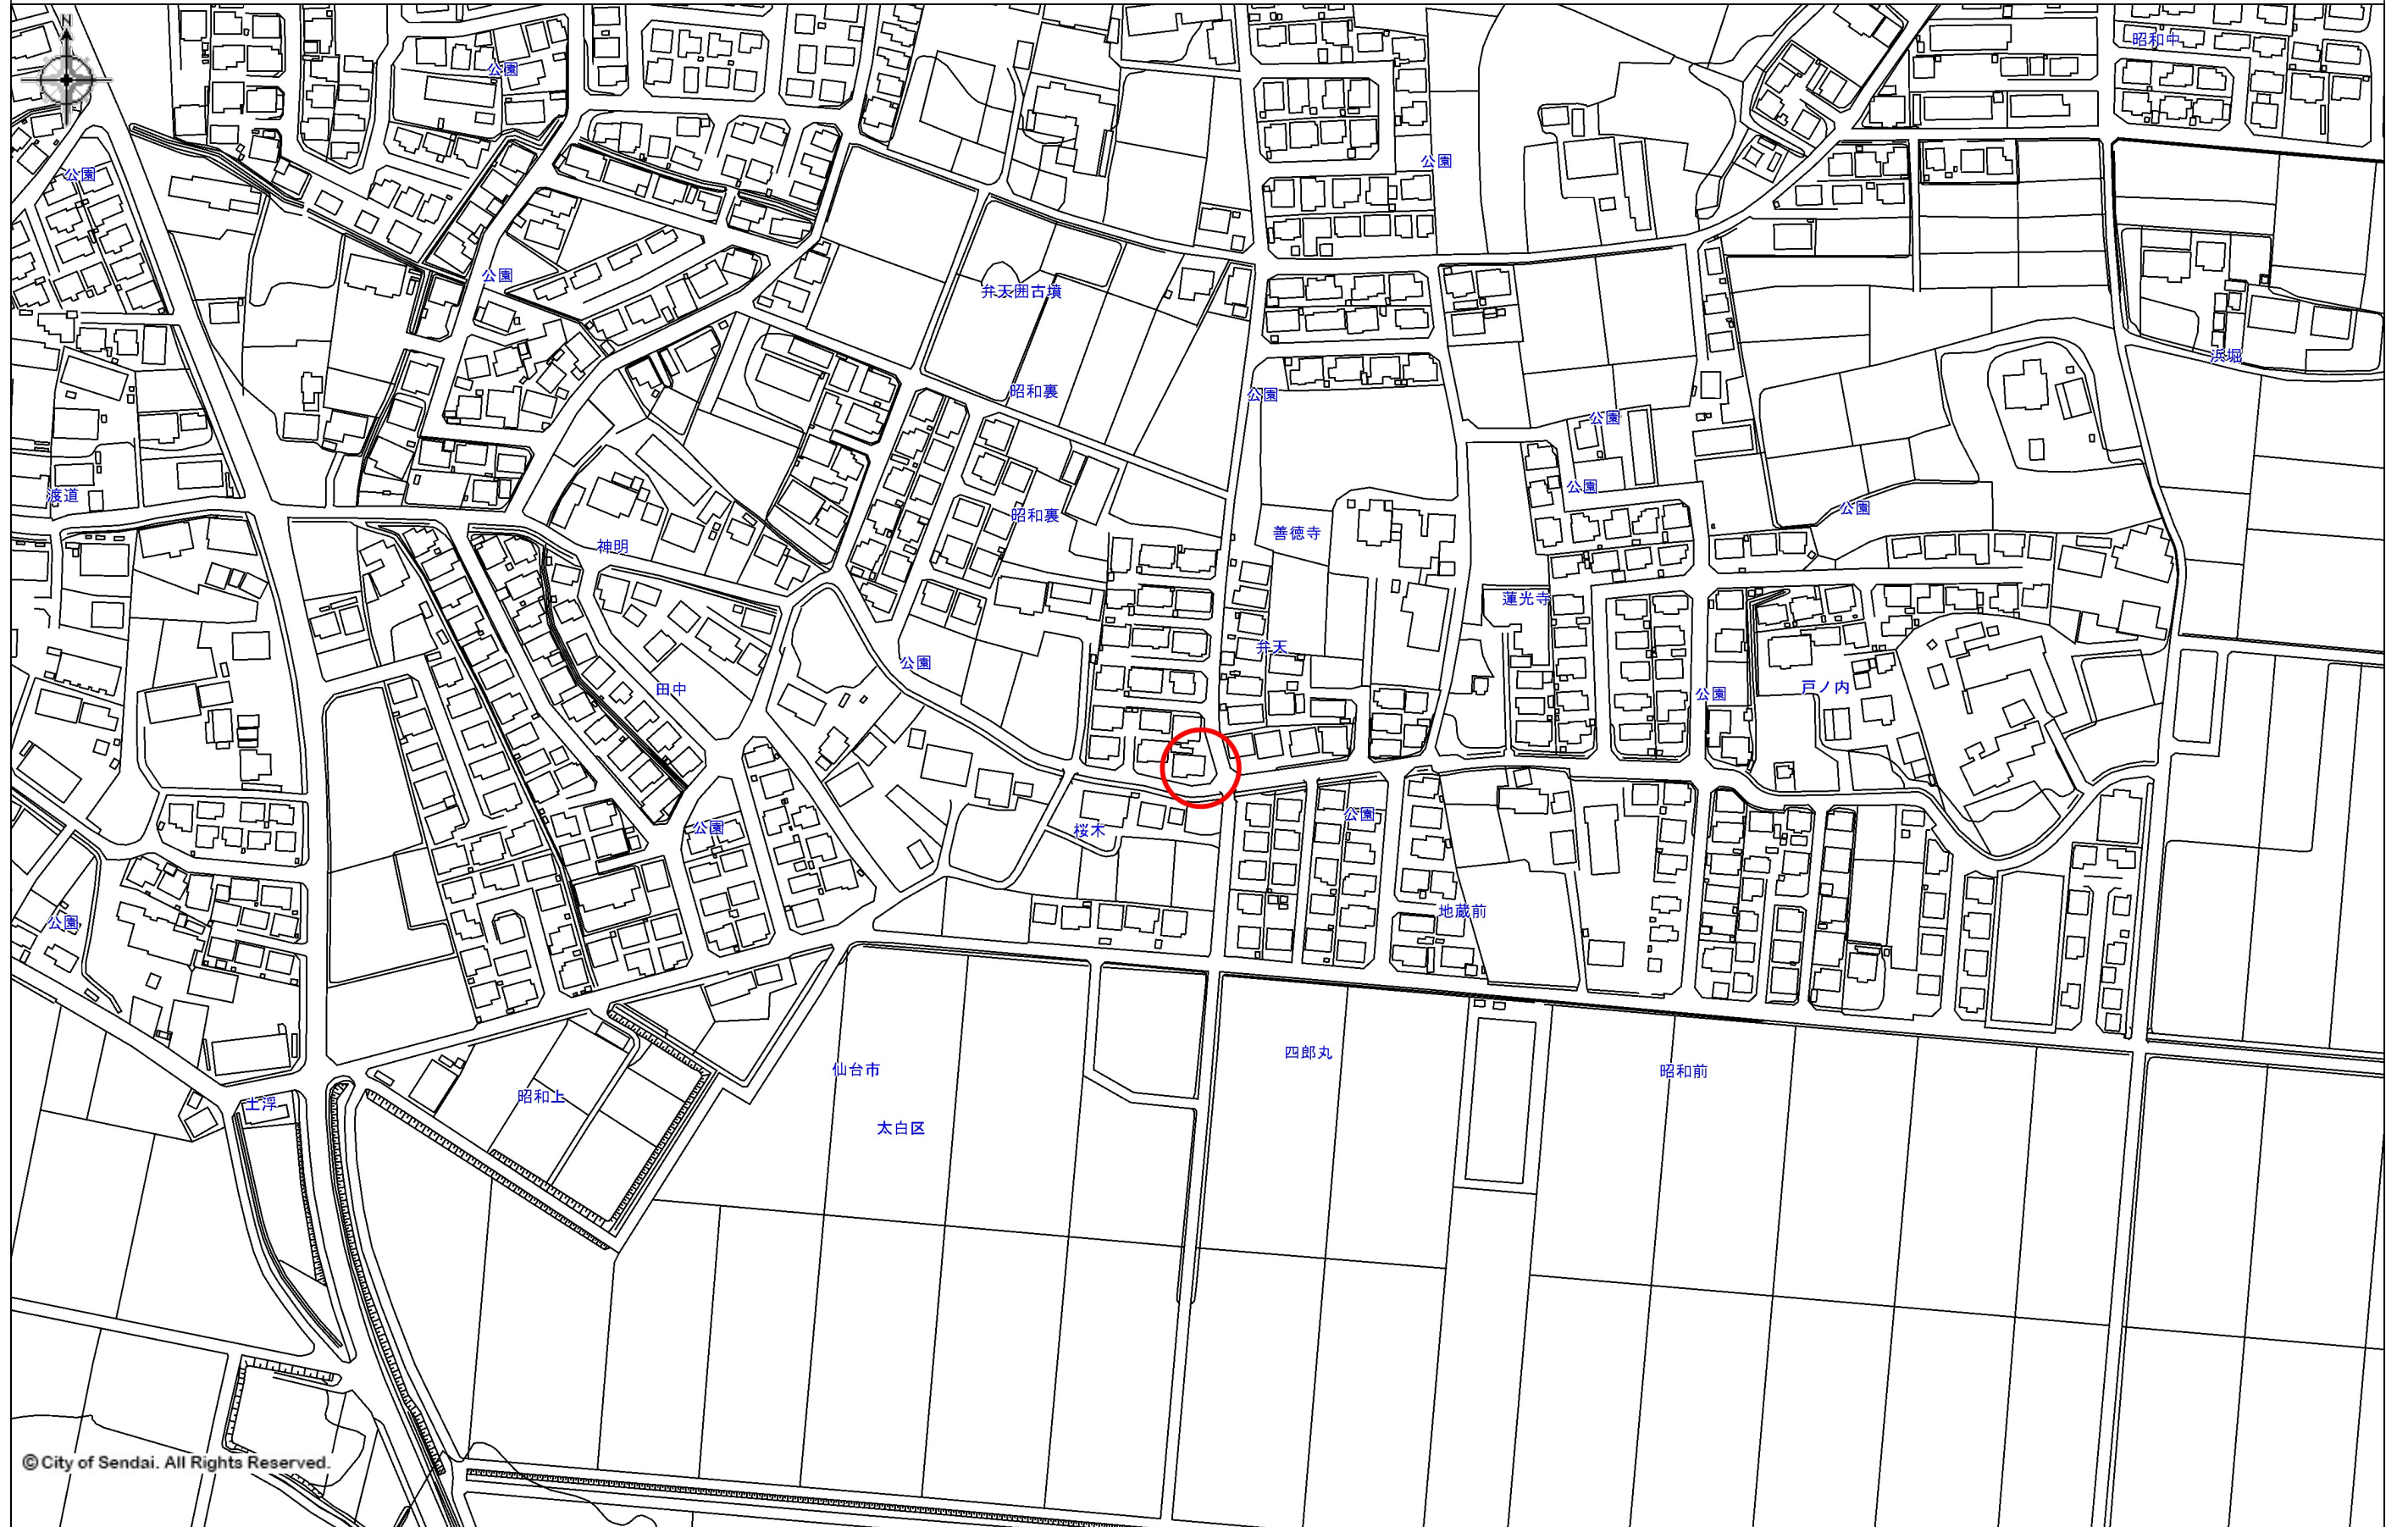 N
昭和中
公園
公園
公園
公園
弁天囲古墳
浜堀
昭和裏
公園
公園
公園
渡道
公園
昭和裏
善徳寺
神明
蓮光寺
弁天
公園
田中
戸ノ内
公園
公園
公園
桜木
地蔵前
公園
四郎丸
仙台市
昭和前
昭和上
土浮
太白区
©City of Sendai. All Rights Reserved.